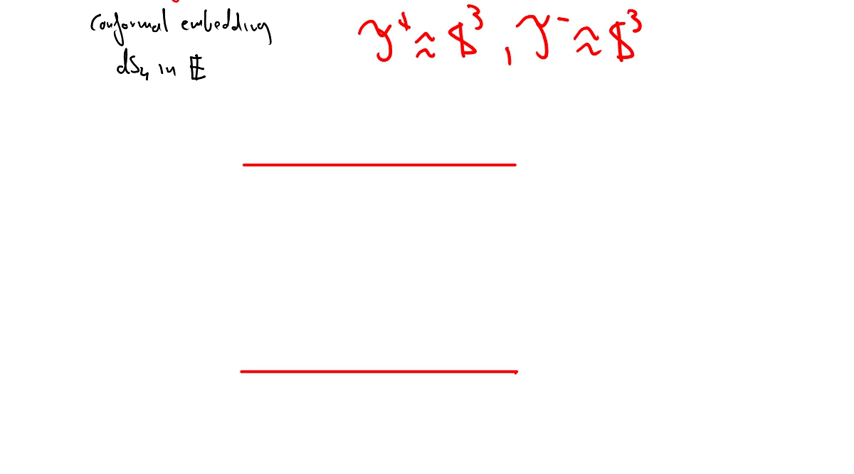 conformal embedding
dS₄ in 𝔼
𝒥⁺ ≈ 𝕊³, 𝒥⁻ ≈ 𝕊³